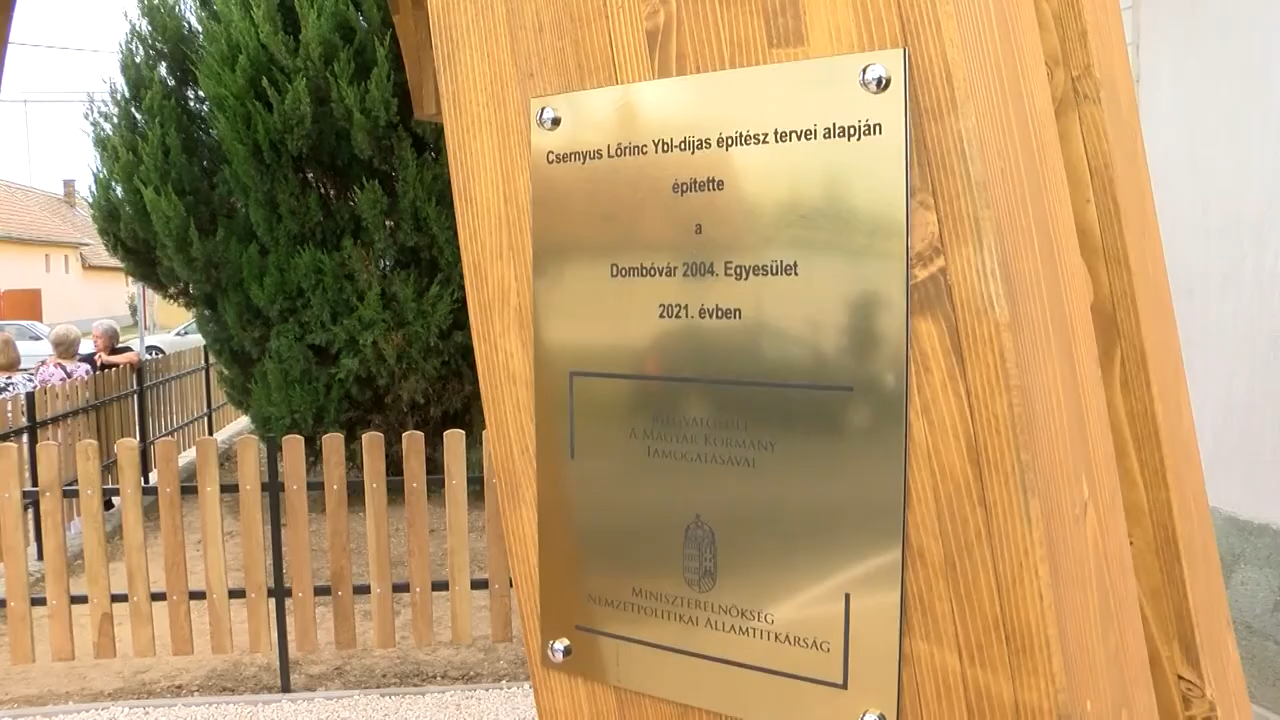 Csernyus Lőrinc Ybl-díjas építész tervei alapján
építette
a
Dombóvár 2004. Egyesület
2021. évben
MEGVALÓSULT
A MAGYAR KORMÁNY
TÁMOGATÁSÁVAL
MINISZTERELNÖKSÉG
NEMZETPOLITIKAI ÁLLAMTITKÁRSÁG